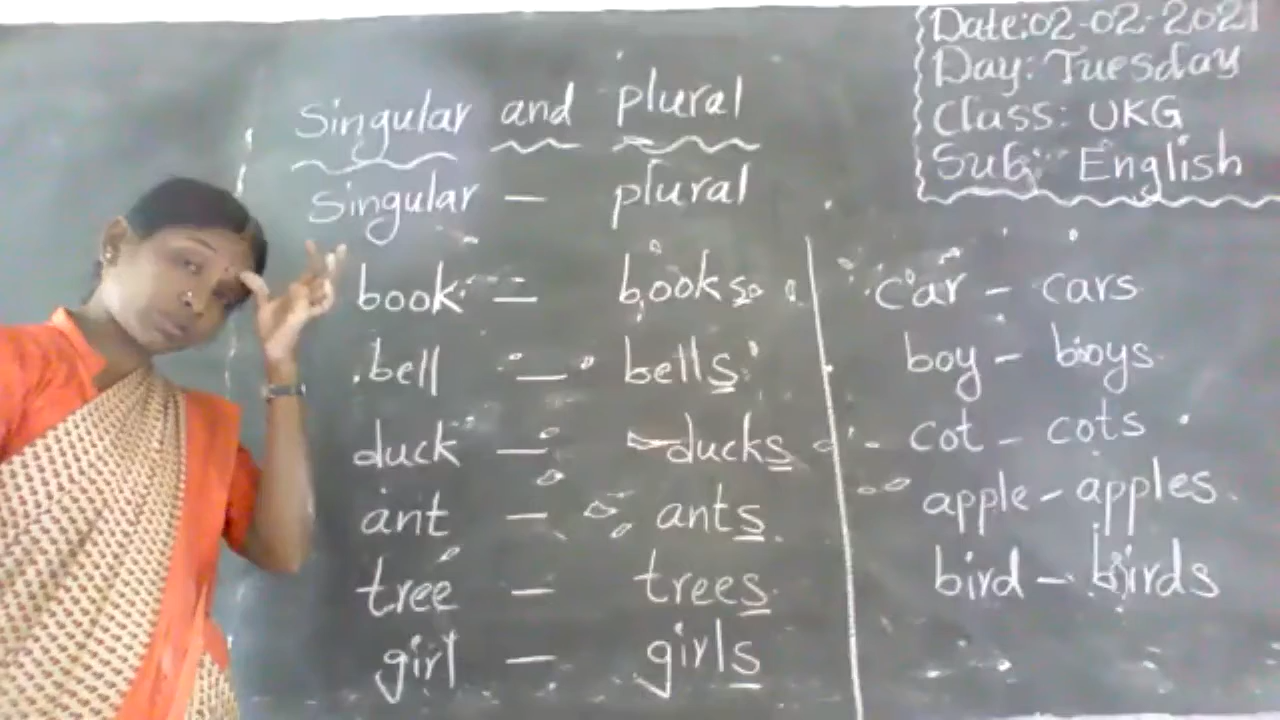 Date:02-02-2021
Day: Tuesday
Class: UKG
Sub: English
Singular and plural
Singular - plural
book - books
bell - bells
duck - ducks
ant - ants
tree - trees
girl - girls
car - cars
boy - boys
cot - cots
apple - apples
bird - birds